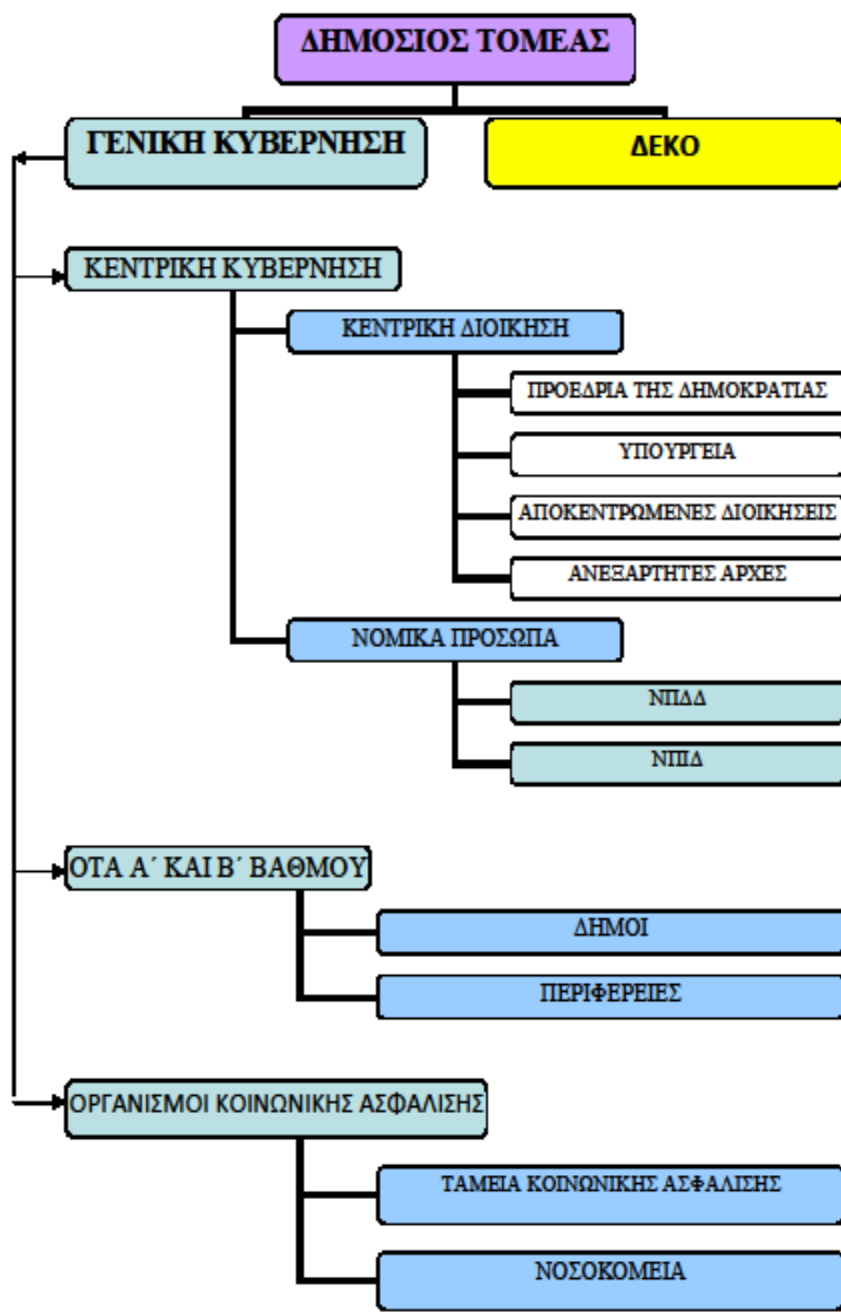 ΔΗΜΟΣΙΟΣ ΤΟΜΕΑΣ
ΓΕΝΙΚΗ ΚΥΒΕΡΝΗΣΗ
ΔΕΚΟ
ΚΕΝΤΡΙΚΗ ΚΥΒΕΡΝΗΣΗ
ΚΕΝΤΡΙΚΗ ΔΙΟΙΚΗΣΗ
ΠΡΟΕΔΡΙΑ ΤΗΣ ΔΗΜΟΚΡΑΤΙΑΣ
ΥΠΟΥΡΓΕΙΑ
ΑΠΟΚΕΝΤΡΩΜΕΝΕΣ ΔΙΟΙΚΗΣΕΙΣ
ΑΝΕΞΑΡΤΗΤΕΣ ΑΡΧΕΣ
ΝΟΜΙΚΑ ΠΡΟΣΩΠΑ
ΝΠΔΔ
ΝΠΙΔ
ΟΤΑ Α΄ ΚΑΙ Β΄ ΒΑΘΜΟΥ
ΔΗΜΟΙ
ΠΕΡΙΦΕΡΕΙΕΣ
ΟΡΓΑΝΙΣΜΟΙ ΚΟΙΝΩΝΙΚΗΣ ΑΣΦΑΛΙΣΗΣ
ΤΑΜΕΙΑ ΚΟΙΝΩΝΙΚΗΣ ΑΣΦΑΛΙΣΗΣ
ΝΟΣΟΚΟΜΕΙΑ